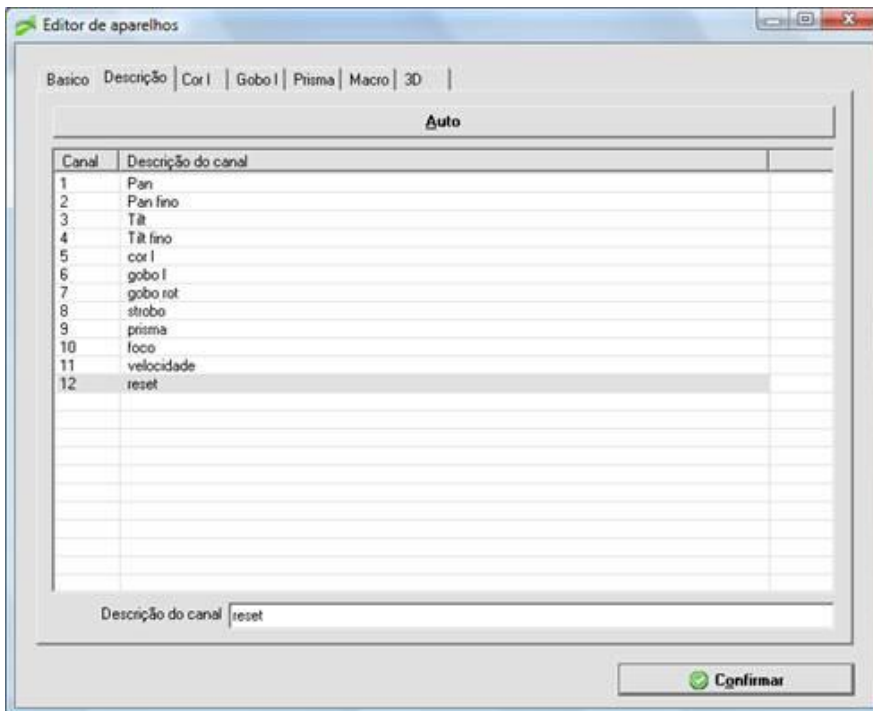 Editor de aparelhos
Basico Descrição Cor I Gobo I Prisma Macro 3D
Auto
Canal Descrição do canal
1 Pan
2 Pan fino
3 Tilt
4 Tilt fino
5 cor I
6 gobo I
7 gobo rot
8 strobo
9 prisma
10 foco
11 velocidade
12 reset
Descrição do canal reset
Confirmar